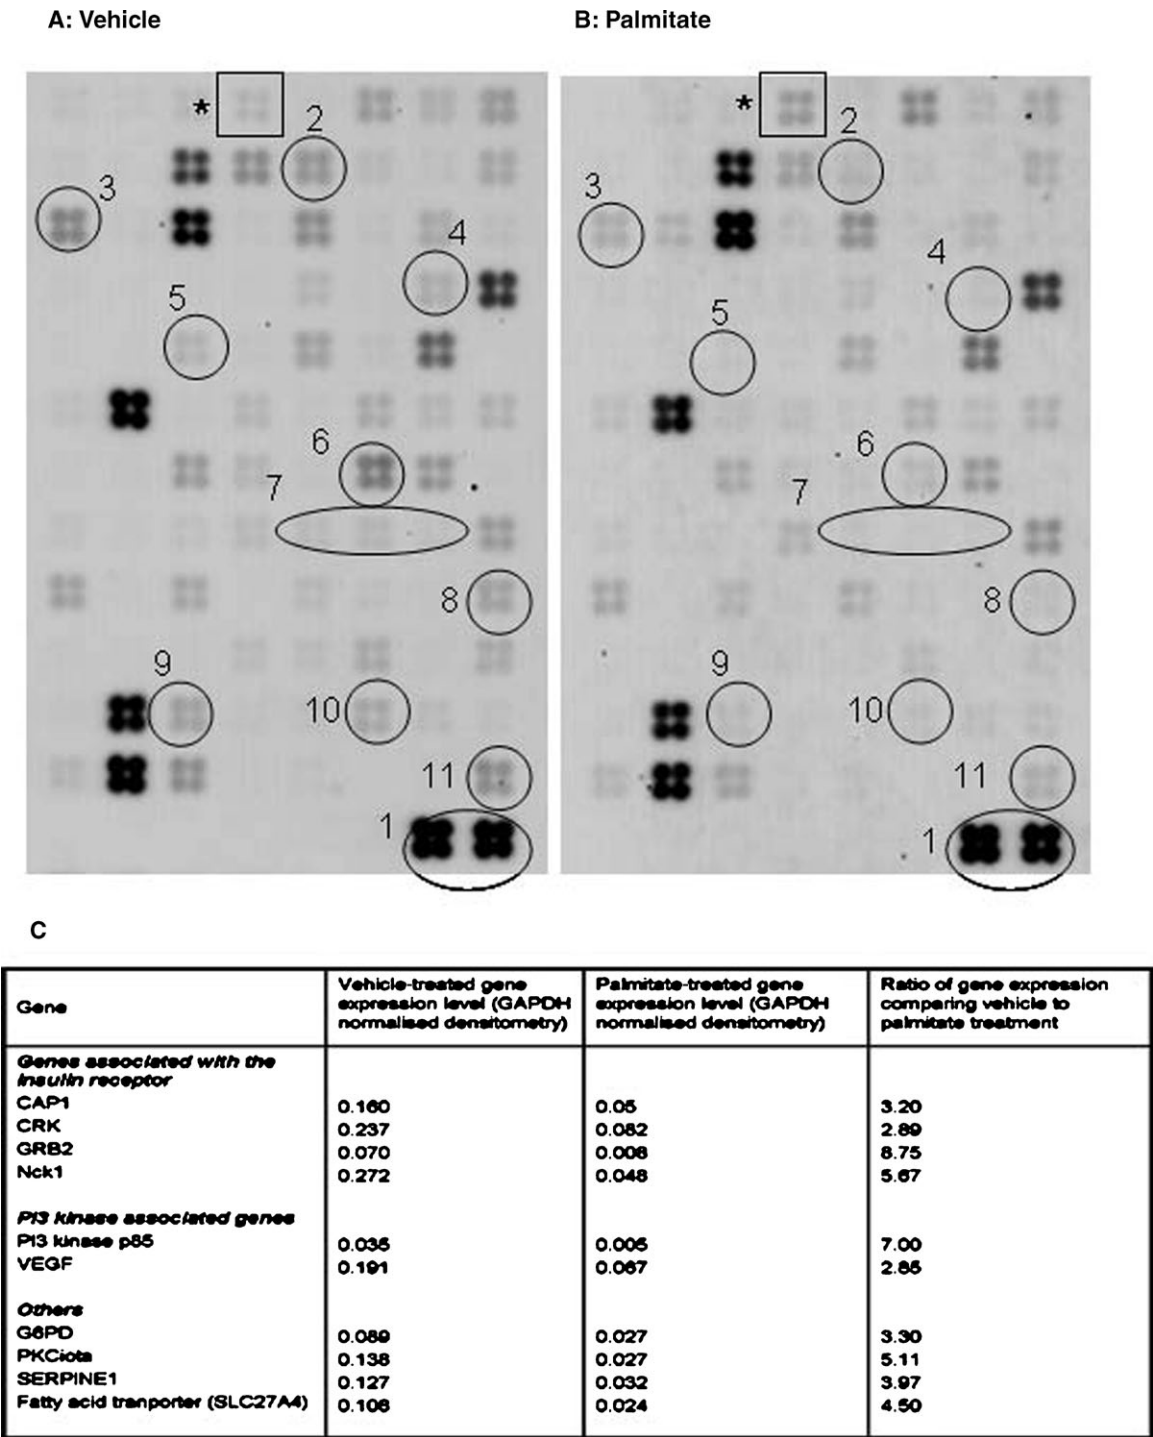 A: Vehicle
B: Palmitate
*
2
3
4
5
6
7
8
9
10
11
1
*
2
3
4
5
6
7
8
9
10
11
1
C
Gene
Vehicle-treated gene
expression level (GAPDH
normalised densitometry)
Palmitate-treated gene
expression level (GAPDH
normalised densitometry)
Ratio of gene expression
comparing vehicle to
palmitate treatment
Genes associated with the
insulin receptor
CAP1 0.160 0.05 3.20
CRK 0.237 0.082 2.89
GRB2 0.070 0.008 8.75
Nck1 0.272 0.048 5.67
PI3 kinase associated genes
PI3 kinase p85 0.035 0.005 7.00
VEGF 0.191 0.067 2.85
Others
G6PD 0.089 0.027 3.30
PKCiota 0.138 0.027 5.11
SERPINE1 0.127 0.032 3.97
Fatty acid tranporter (SLC27A4) 0.108 0.024 4.50